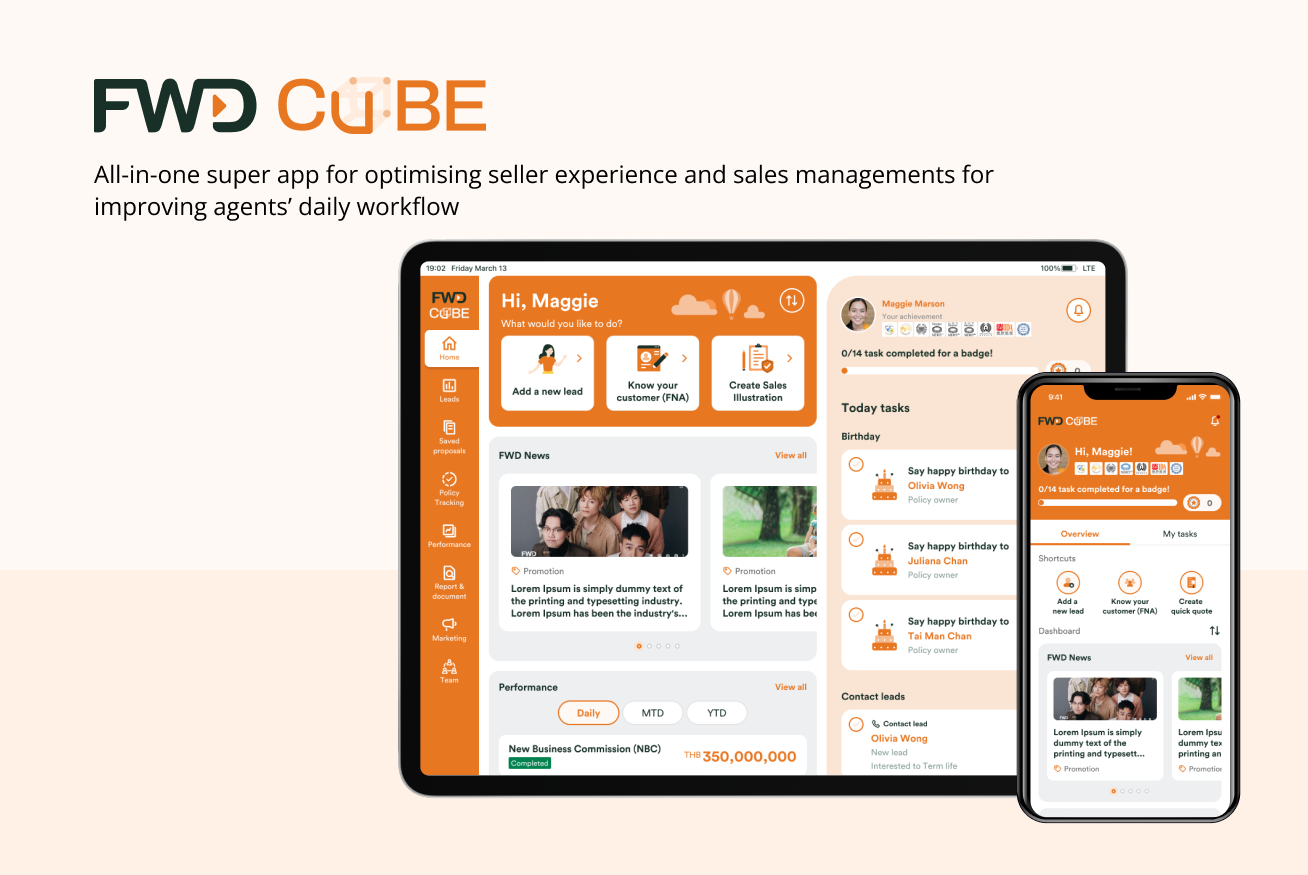 FWD CUBE
All-in-one super app for optimising seller experience and sales managements for
improving agents' daily workflow
19:02 Friday March 13
100% LTE
FWD
CUBE
Home
Leads
Saved
proposals
Policy
Tracking
Performance
Report &
document
Marketing
Team
Hi, Maggie
What would you like to do?
Add a new lead
Know your
customer (FNA)
Create Sales
Illustration
FWD News
View all
FWD
Promotion
Lorem Ipsum is simply dummy text of
the printing and typesetting industry.
Lorem Ipsum has been the industry's...
Promotion
Lorem Ipsum is simp
the printing and type
Lorem Ipsum has bee
Performance
View all
Daily
MTD
YTD
New Business Commission (NBC)
Completed
THB 350,000,000
Maggie Marson
Your achievement
0/14 task completed for a badge!
0
Today tasks
Birthday
Say happy birthday to
Olivia Wong
Policy owner
Say happy birthday to
Juliana Chan
Policy owner
Say happy birthday to
Tai Man Chan
Policy owner
Contact leads
Contact lead
Olivia Wong
New lead
Interested to Term life
9:41
FWD CUBE
Hi, Maggie!
0/14 task completed for a badge!
0
Overview
My tasks
Shortcuts
Add a
new lead
Know your
customer (FNA)
Create
quick quote
Dashboard
FWD News
View all
Lorem Ipsum is simply
dummy text of the
printing and typesett...
Promotion
Lorem Ipsu
dummy tex
printing an
Promotion